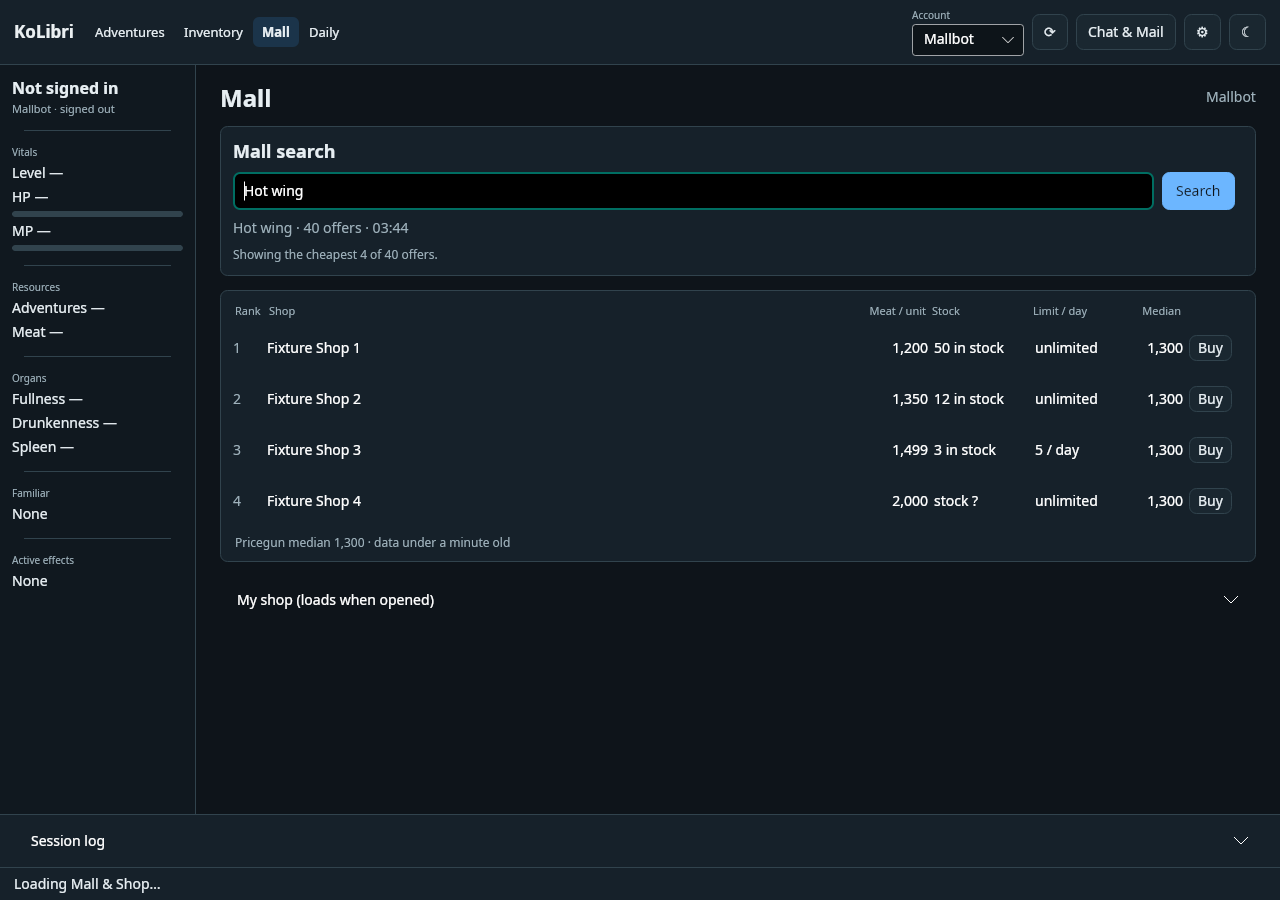 KoLibri Adventures Inventory Mall Daily
Account
Mallbot
⟳ Chat & Mail ⚙ ☾
Not signed in
Mallbot · signed out
Vitals
Level —
HP —
MP —
Resources
Adventures —
Meat —
Organs
Fullness —
Drunkenness —
Spleen —
Familiar
None
Active effects
None
Mall
Mallbot
Mall search
Hot wing
Search
Hot wing · 40 offers · 03:44
Showing the cheapest 4 of 40 offers.
Rank Shop Meat / unit Stock Limit / day Median
1 Fixture Shop 1 1,200 50 in stock unlimited 1,300 Buy
2 Fixture Shop 2 1,350 12 in stock unlimited 1,300 Buy
3 Fixture Shop 3 1,499 3 in stock 5 / day 1,300 Buy
4 Fixture Shop 4 2,000 stock ? unlimited 1,300 Buy
Pricegun median 1,300 · data under a minute old
My shop (loads when opened)
Session log
Loading Mall & Shop…